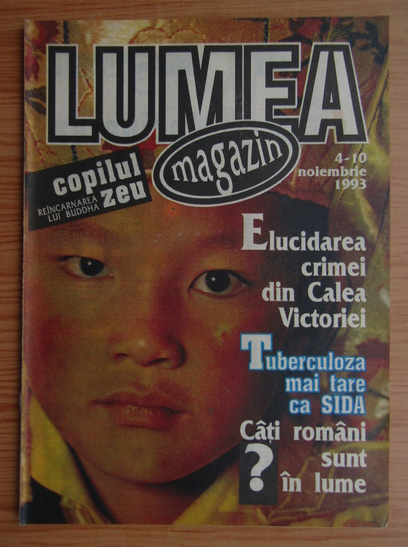 LUMEA
magazin
4-10
noiembrie
1993
copilul
zeu
REÎNCARNAREA
LUI BUDDHA
Elucidarea
crimei
din Calea
Victoriei
Tuberculoza
mai tare
ca SIDA
Câți români
sunt
în lume
?